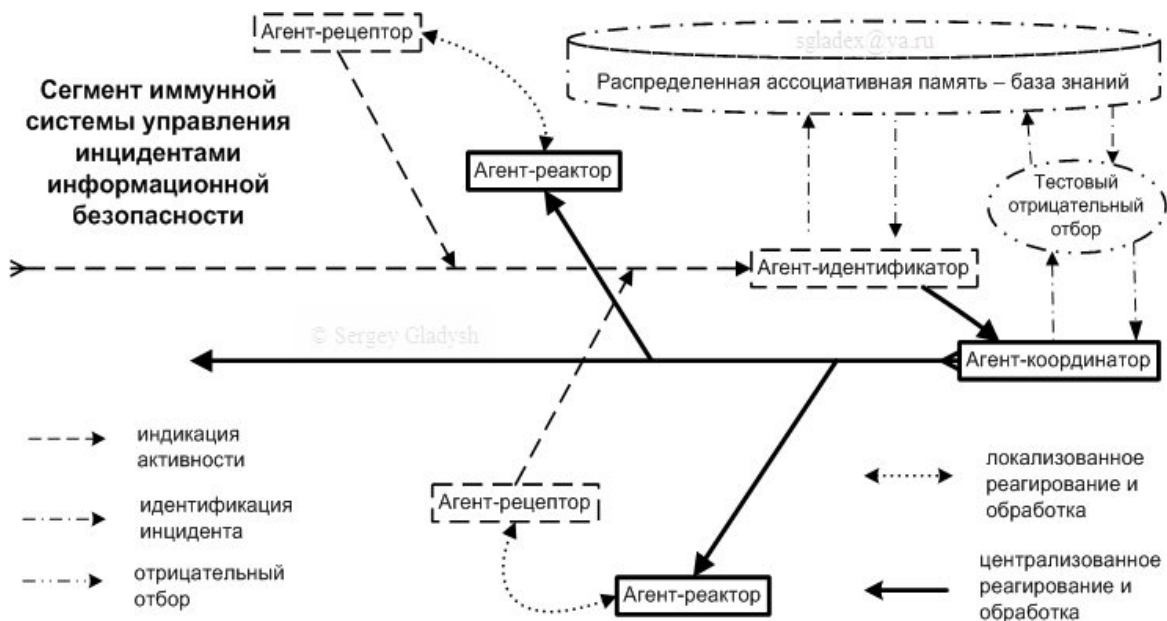 Агент-рецептор
sgladex@ya.ru
Распределенная ассоциативная память – база знаний
Сегмент иммунной
системы управления
инцидентами
информационной
безопасности
Агент-реактор
Тестовый
отрицательный
отбор
Агент-идентификатор
© Sergey Gladysh
Агент-координатор
индикация
активности
Агент-рецептор
локализованное
реагирование и
обработка
идентификация
инцидента
отрицательный
отбор
Агент-реактор
централизованное
реагирование и
обработка